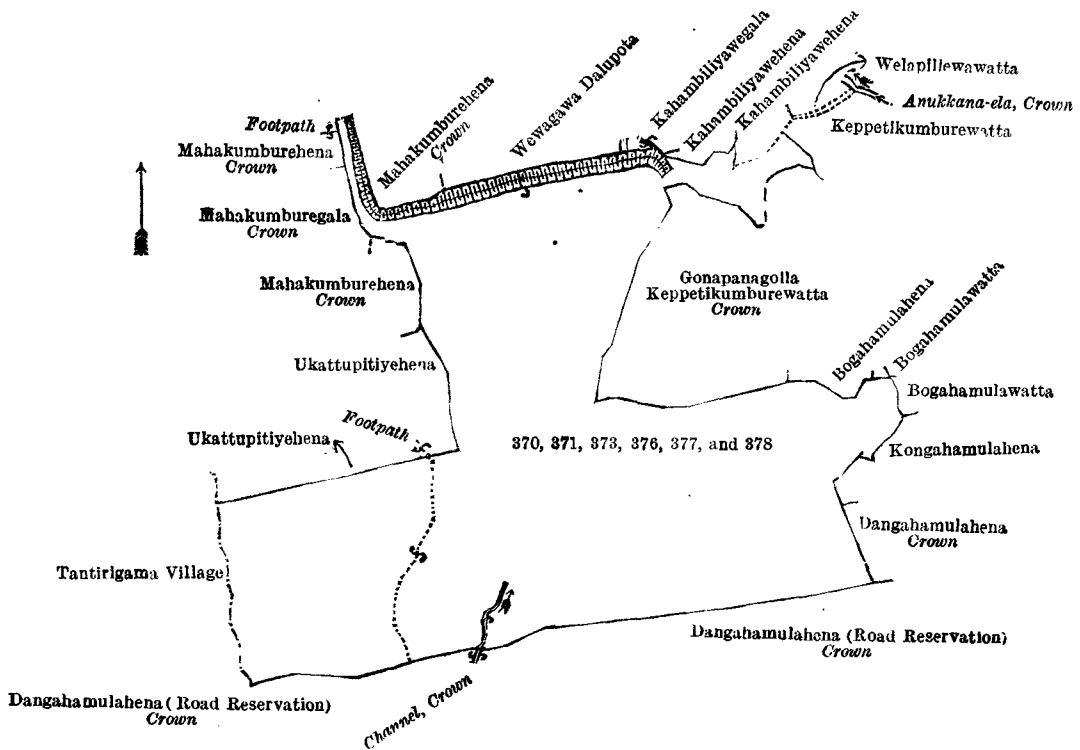 Kahambiliyawegala
Kahambiliyawehena
Kahambiliyawehena
Welapillewawatta
Anukkana-ela, Crown
Keppetikumburewatta
Wewagawa Dalupota
Mahakumburehena
Crown
Footpath
Mahakumburehena
Crown
Mahakumburegala
Crown
Mahakumburehena
Crown
Gonapanagolla
Keppetikumburewatta
Crown
Bogahamulahena
Bogahamulawatta
Ukattupitiyehena
Bogahamulawatta
Footpath
Ukattupitiyehena
370, 371, 373, 376, 377, and 378
Kongahamulahena
Dangahamulahena
Crown
Tantirigama Village
Dangahamulahena (Road Reservation)
Crown
Dangahamulahena (Road Reservation)
Crown
Channel, Crown